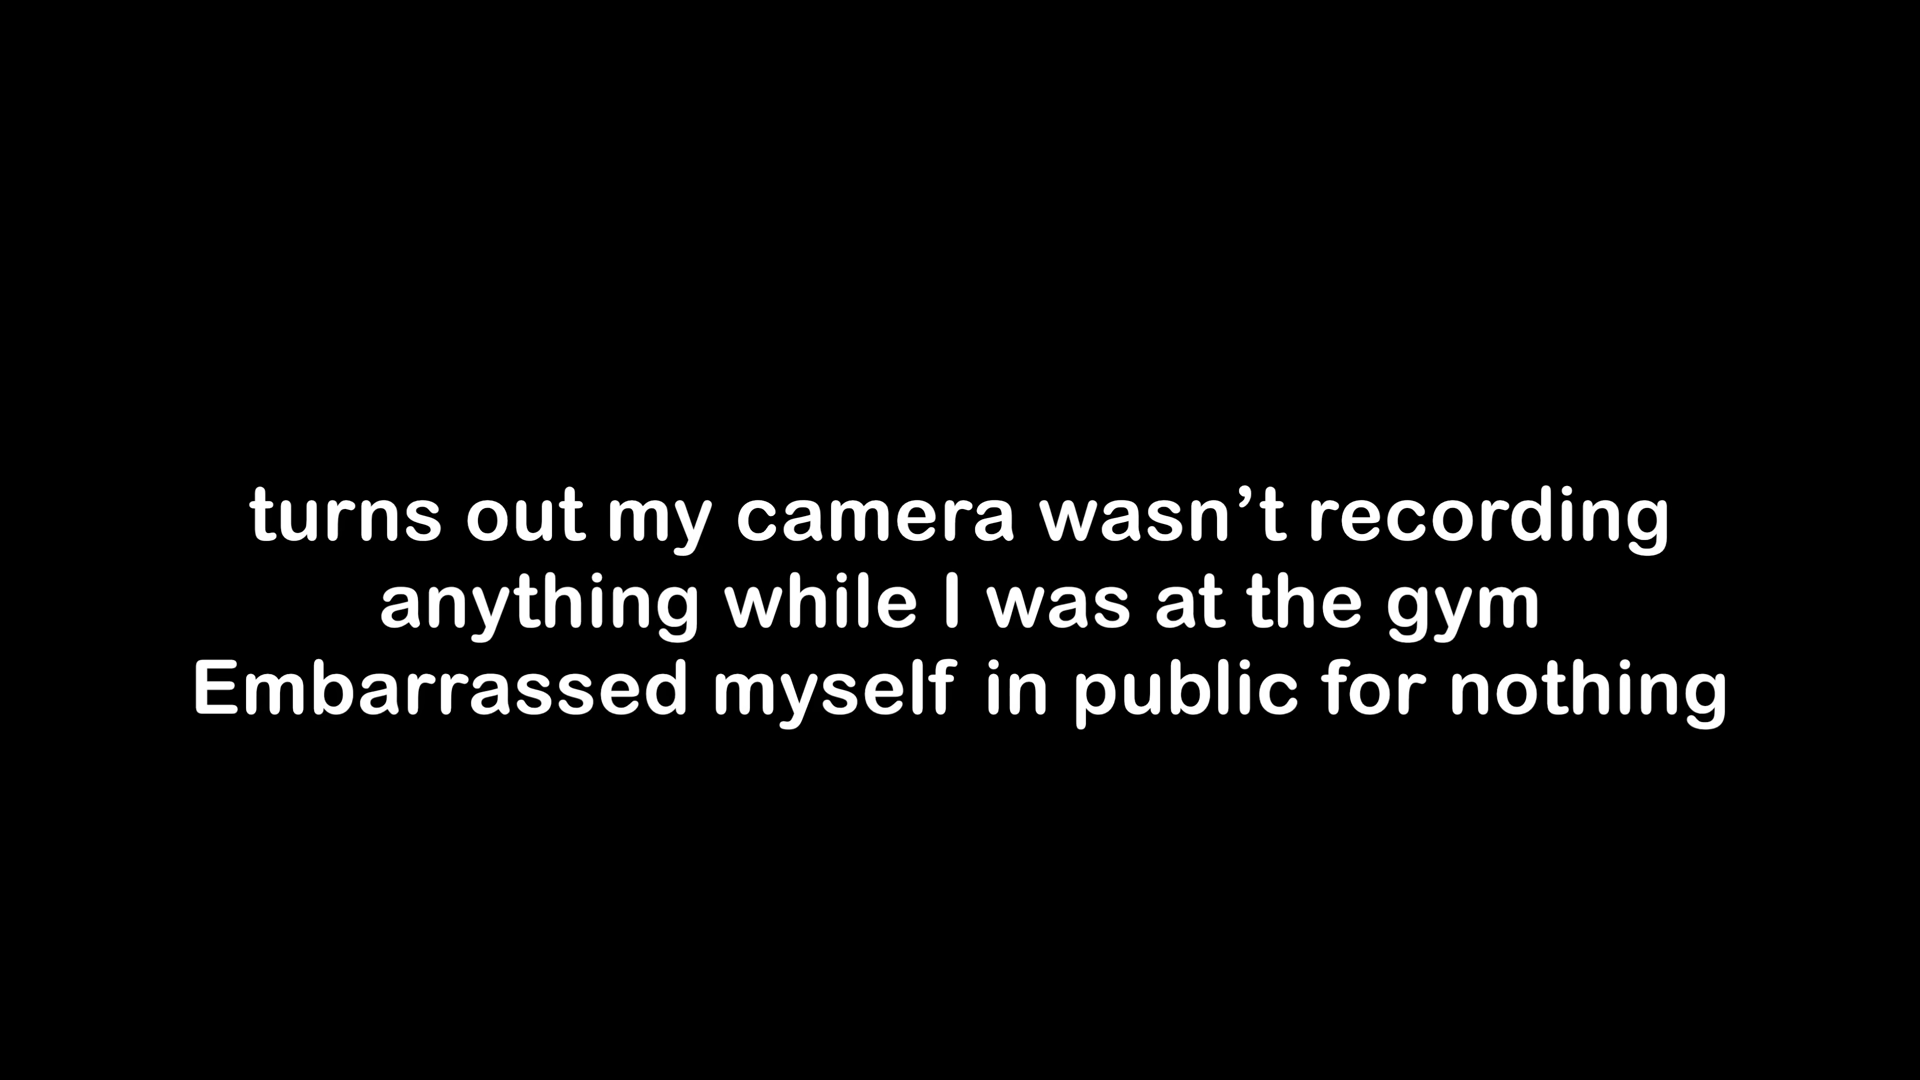 turns out my camera wasn’t recording
anything while I was at the gym
Embarrassed myself in public for nothing